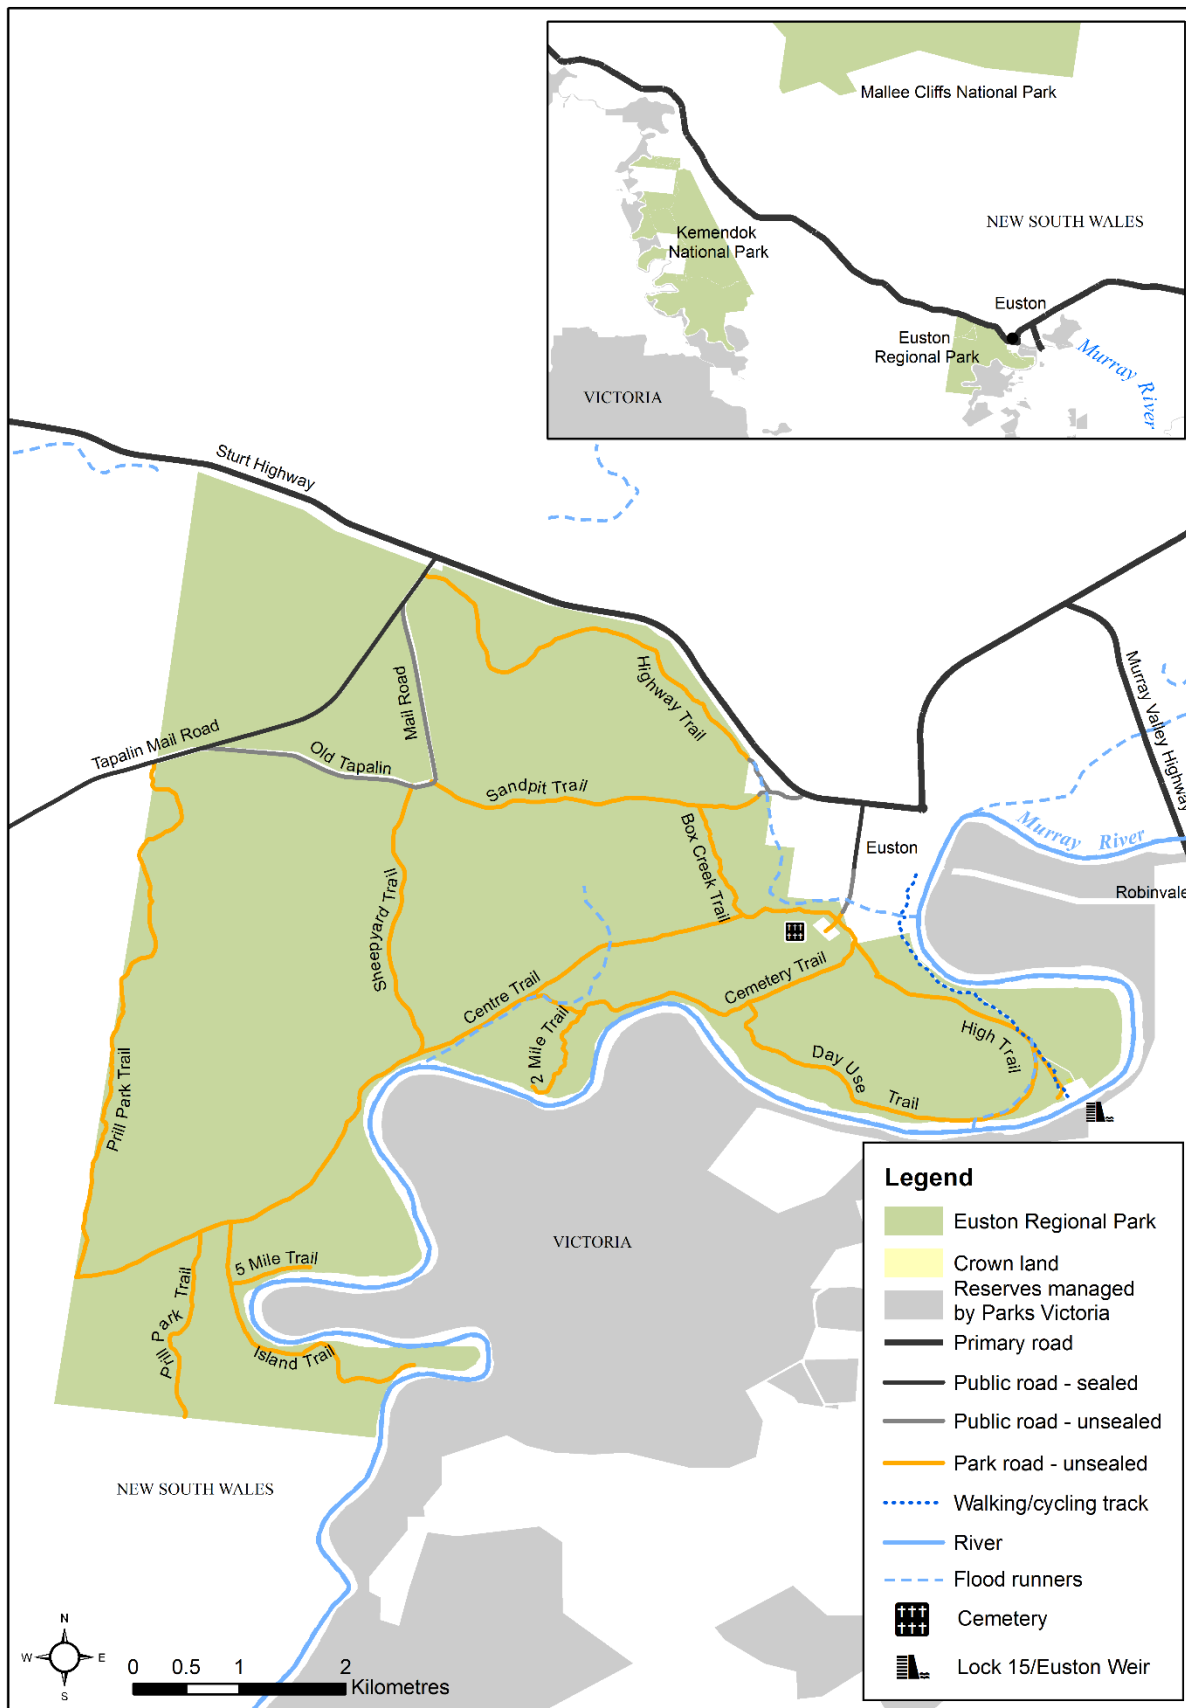 Mallee Cliffs National Park
NEW SOUTH WALES
Kemendok
National Park
Euston
Euston
Regional Park
Murray River
VICTORIA
Sturt Highway
Murray Valley Highway
Highway Trail
Mail Road
Tapalin Mail Road
Old Tapalin
Sandpit Trail
Box Creek Trail
Euston
Murray River
Robinvale
Sheepyard Trail
Centre Trail
Cemetery Trail
2 Mile Trail
High Trail
Day Use Trail
Prill Park Trail
VICTORIA
5 Mile Trail
Prill Park Trail
Island Trail
NEW SOUTH WALES
Legend
Euston Regional Park
Crown land
Reserves managed
by Parks Victoria
Primary road
Public road - sealed
Public road - unsealed
Park road - unsealed
Walking/cycling track
River
Flood runners
Cemetery
Lock 15/Euston Weir
N
W E
S
0 0.5 1 2
Kilometres